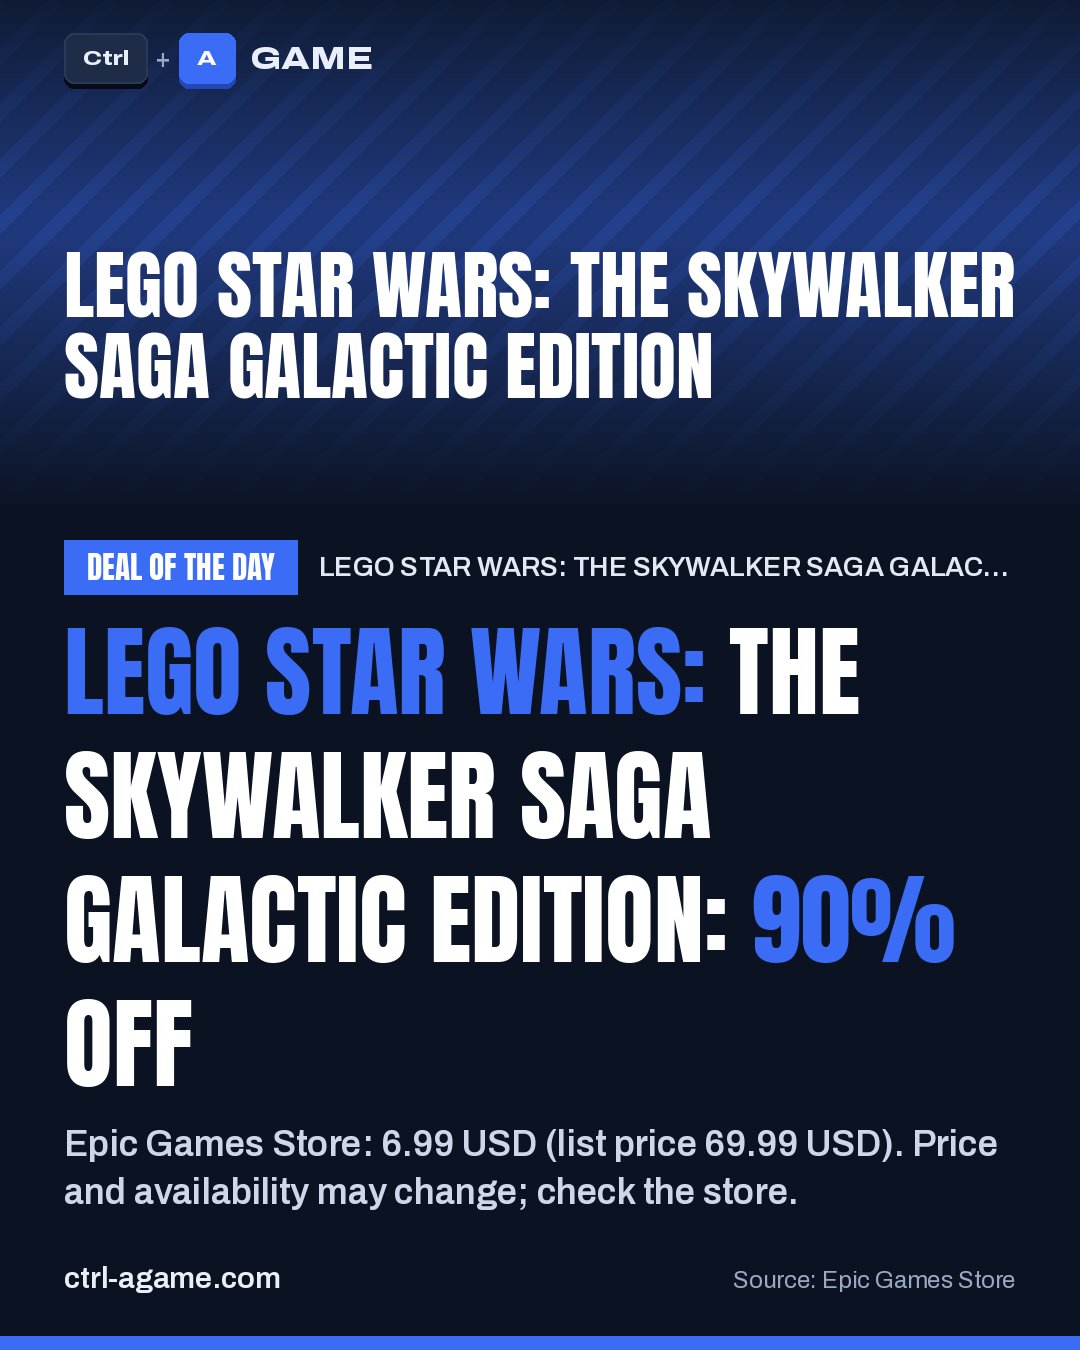 Ctrl + A GAME
LEGO STAR WARS: THE SKYWALKER
SAGA GALACTIC EDITION
DEAL OF THE DAY LEGO STAR WARS: THE SKYWALKER SAGA GALAC...
LEGO STAR WARS: THE
SKYWALKER SAGA
GALACTIC EDITION: 90%
OFF
Epic Games Store: 6.99 USD (list price 69.99 USD). Price
and availability may change; check the store.
ctrl-agame.com Source: Epic Games Store